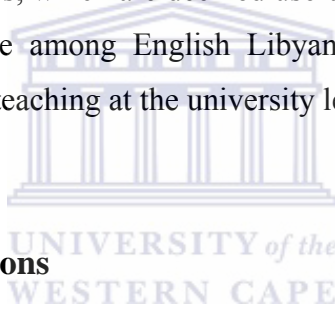 e among English Libyan
teaching at the university l
ons
UNIVERSITY of the
WESTERN CAPE